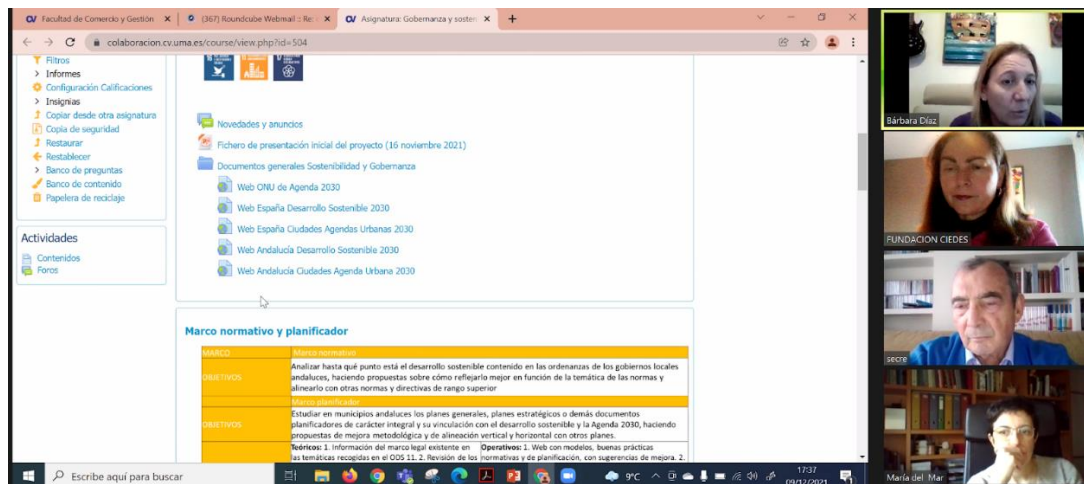 Facultad de Comercio y Gestión
(367) Roundcube Webmail :: Re:
Asignatura: Gobernanza y sosten
colaboracion.cv.uma.es/course/view.php?id=504
Filtros
Informes
Configuración Calificaciones
Insignias
Copiar desde otra asignatura
Copia de seguridad
Restaurar
Restablecer
Banco de preguntas
Banco de contenido
Papelera de reciclaje
Actividades
Contenidos
Foros
Novedades y anuncios
Fichero de presentación inicial del proyecto (16 noviembre 2021)
Documentos generales Sostenibilidad y Gobernanza
Web ONU de Agenda 2030
Web España Desarrollo Sostenible 2030
Web España Ciudades Agendas Urbanas 2030
Web Andalucía Desarrollo Sostenible 2030
Web Andalucía Ciudades Agenda Urbana 2030
Marco normativo y planificador
MARCO Marco normativo
OBJETIVOS
Analizar hasta qué punto está el desarrollo sostenible contenido en las ordenanzas de los gobiernos locales
andaluces, haciendo propuestas sobre cómo reflejarlo mejor en función de la temática de las normas y
alinearlo con otras normas y directivas de rango superior
Marco planificador
OBJETIVOS
Estudiar en municipios andaluces los planes generales, planes estratégicos o demás documentos
planificadores de carácter integral y su vinculación con el desarrollo sostenible y la Agenda 2030, haciendo
propuestas de mejora metodológica y de alineación vertical y horizontal con otros planes.
Teóricos: 1. Información del marco legal existente en
las temáticas recogidas en el ODS 11. 2. Revisión de los
Operativos: 1. Web con modelos, buenas prácticas
normativas y de planificación, con sugerencias de mejora. 2.
Escribe aquí para buscar
9°C
17:37
09/12/2021
Bárbara Díaz
FUNDACION CIEDES
secre
María del Mar